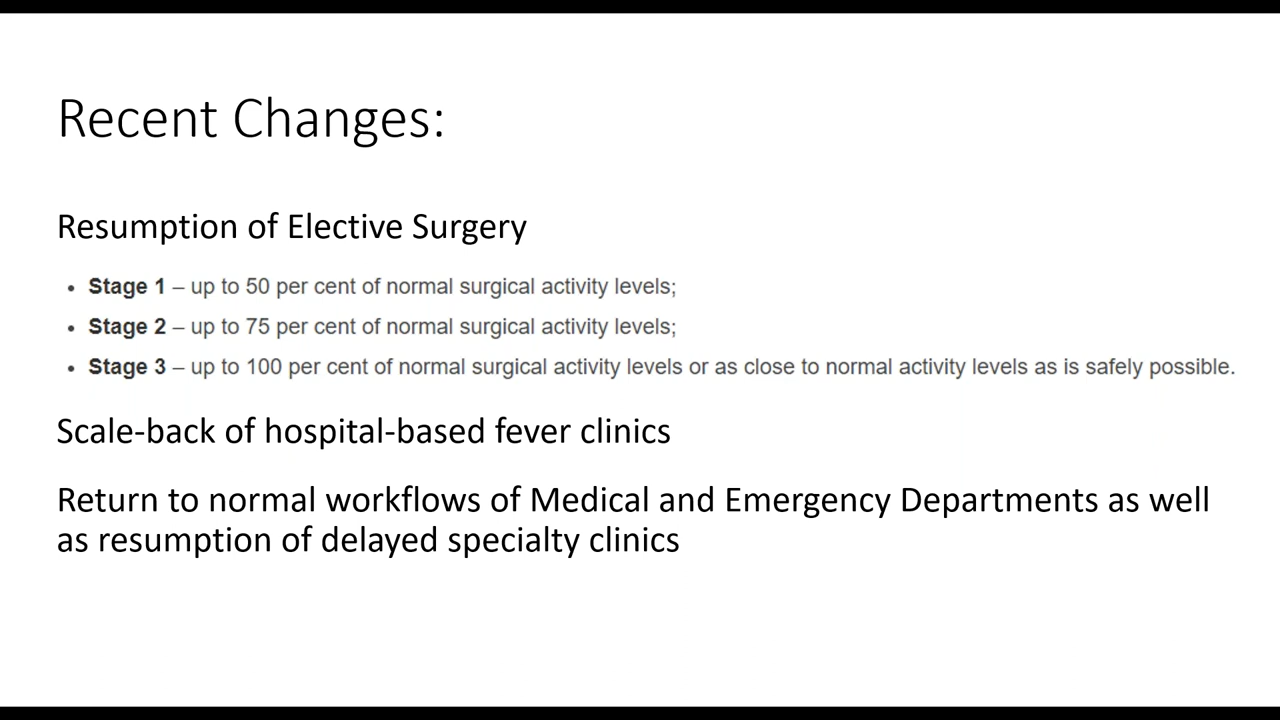 Recent Changes:
Resumption of Elective Surgery
• Stage 1 – up to 50 per cent of normal surgical activity levels;
• Stage 2 – up to 75 per cent of normal surgical activity levels;
• Stage 3 – up to 100 per cent of normal surgical activity levels or as close to normal activity levels as is safely possible.
Scale-back of hospital-based fever clinics
Return to normal workflows of Medical and Emergency Departments as well
as resumption of delayed specialty clinics